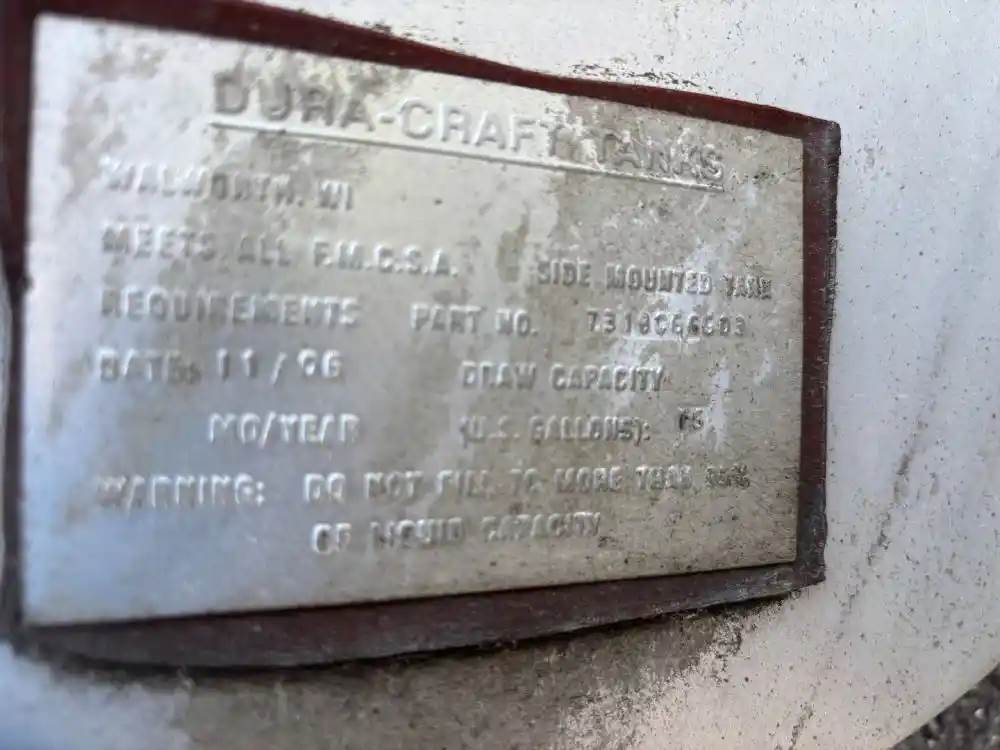 DURA-CRAFT TANKS
WALWORTH, WI
MEETS ALL F.M.C.S.A. SIDE MOUNTED TANK
REQUIREMENTS PART NO.
DATE: 11/06 DRAW CAPACITY
MO/YEAR (U.S. GALLONS):
WARNING: DO NOT FILL TO MORE THAN 95%
OF LIQUID CAPACITY